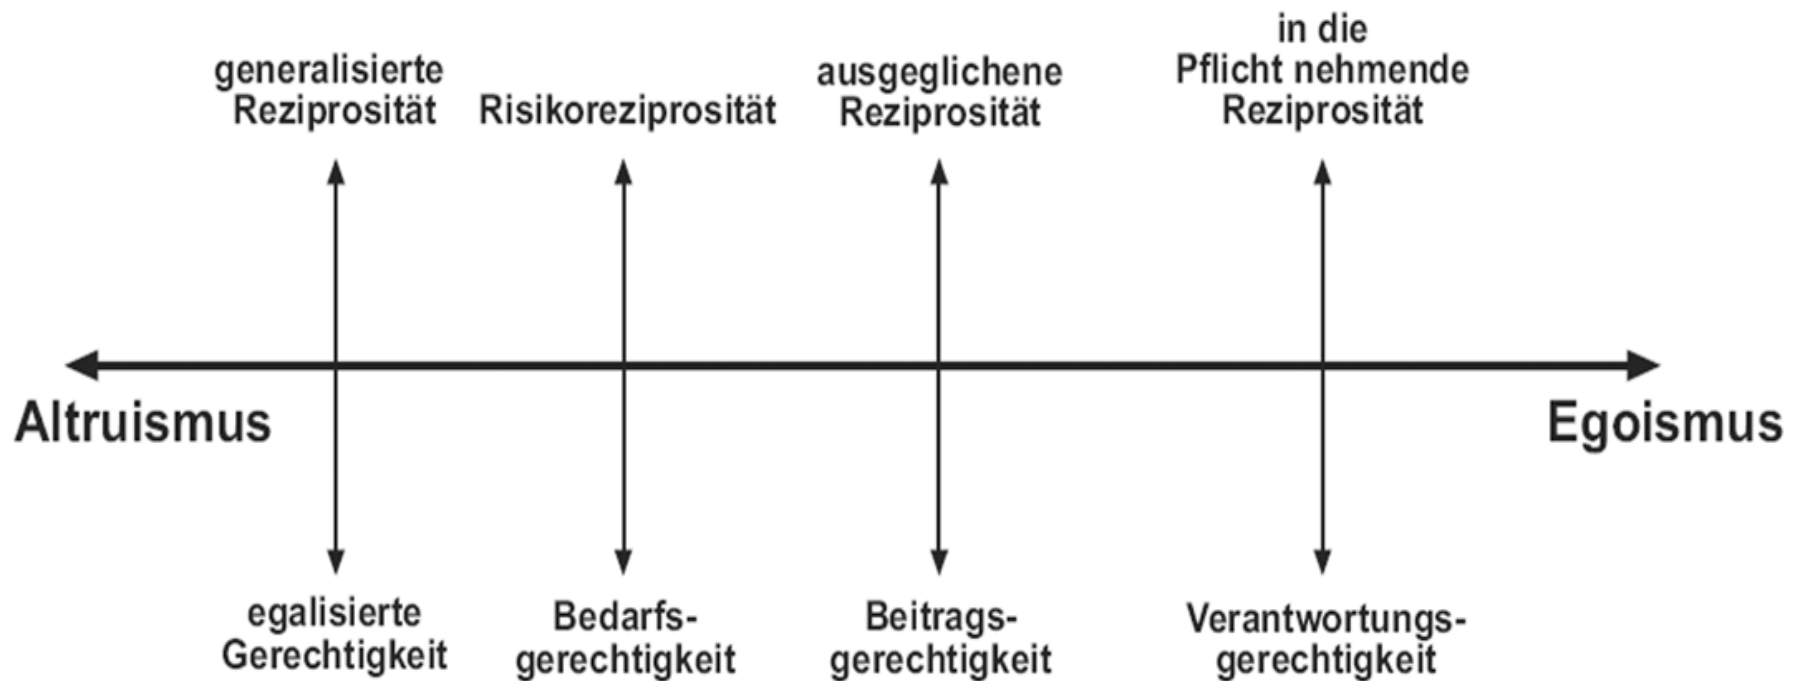 generalisierte
Reziprosität
Risikoreziprosität
ausgeglichene
Reziprosität
in die
Pflicht nehmende
Reziprosität
Altruismus
Egoismus
egalisierte
Gerechtigkeit
Bedarfs-
gerechtigkeit
Beitrags-
gerechtigkeit
Verantwortungs-
gerechtigkeit